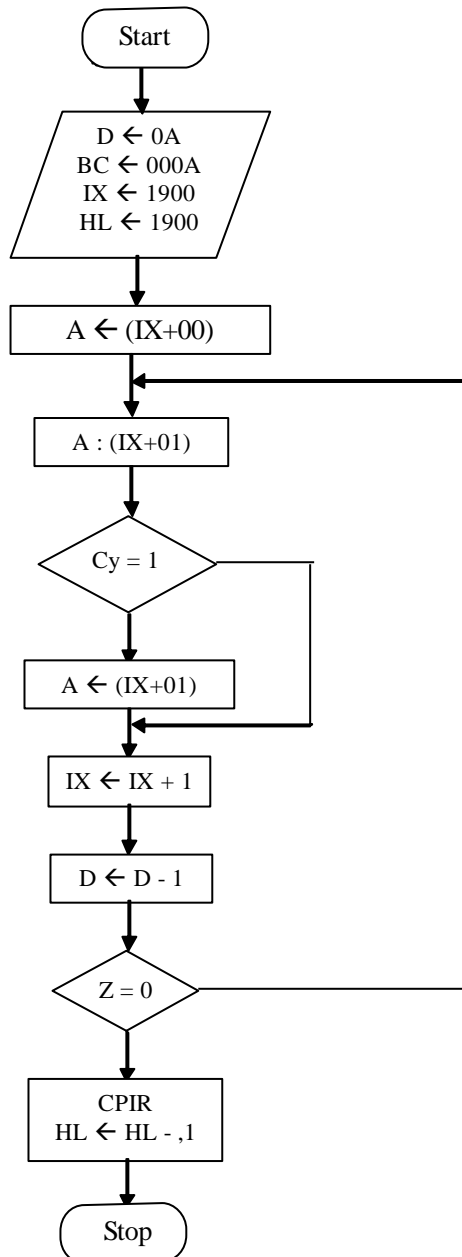 Start
D ← 0A
BC ← 000A
IX ← 1900
HL ← 1900
A ← (IX+00)
A : (IX+01)
Cy = 1
A ← (IX+01)
IX ← IX + 1
D ← D - 1
Z = 0
CPIR
HL ← HL - ,1
Stop